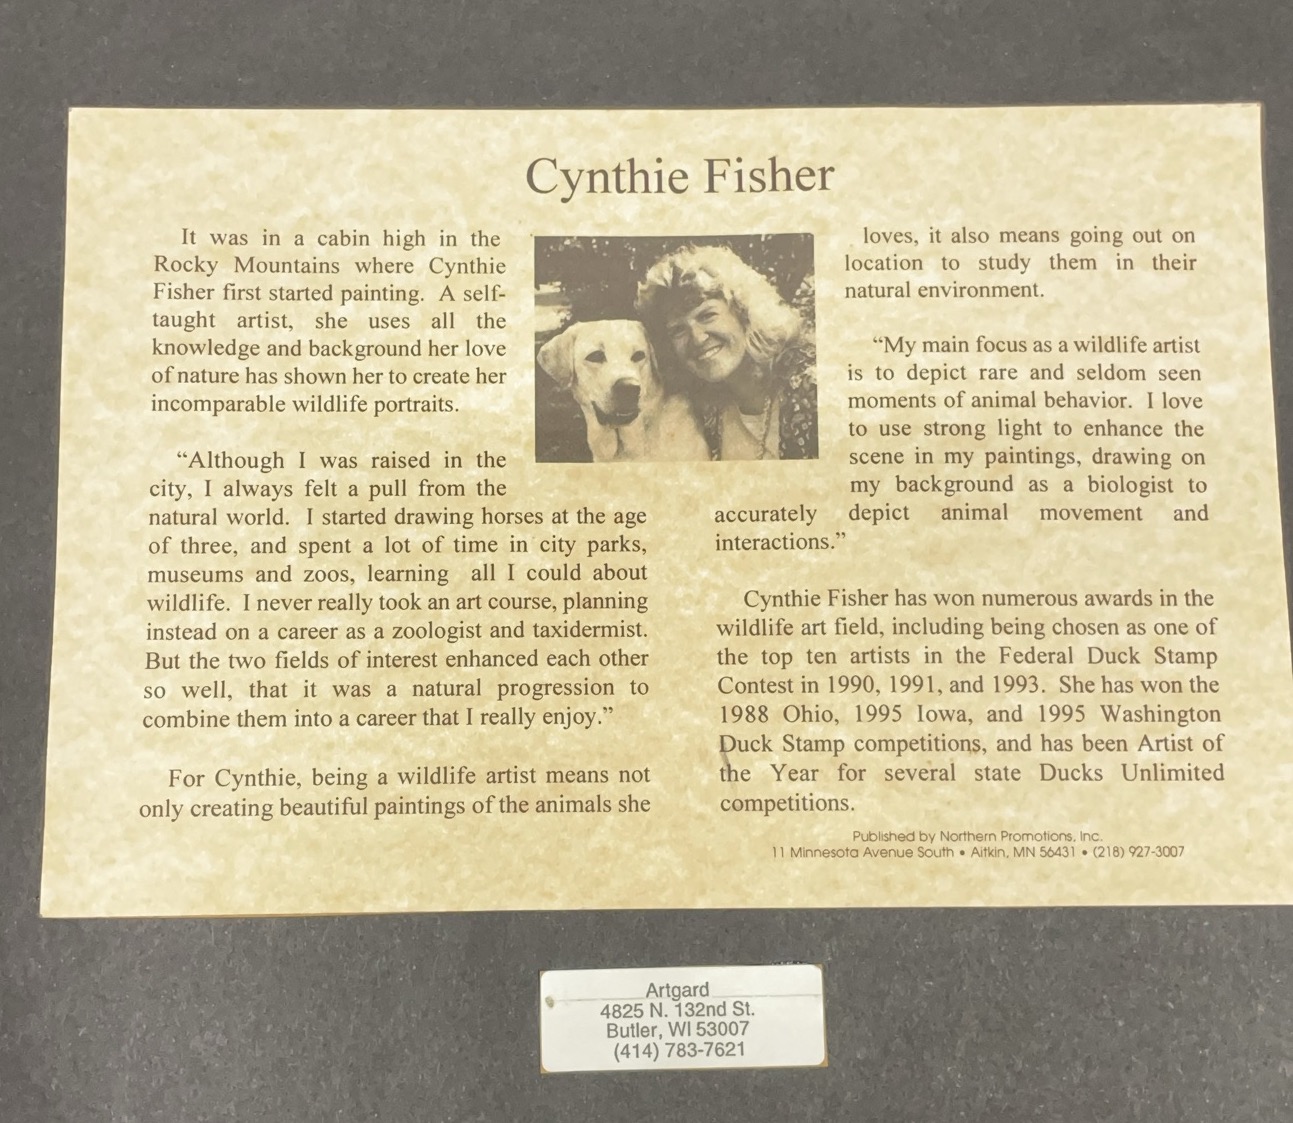 Cynthie Fisher
It was in a cabin high in the
Rocky Mountains where Cynthie
Fisher first started painting. A self-
taught artist, she uses all the
knowledge and background her love
of nature has shown her to create her
incomparable wildlife portraits.
“Although I was raised in the
city, I always felt a pull from the
natural world. I started drawing horses at the age
of three, and spent a lot of time in city parks,
museums and zoos, learning all I could about
wildlife. I never really took an art course, planning
instead on a career as a zoologist and taxidermist.
But the two fields of interest enhanced each other
so well, that it was a natural progression to
combine them into a career that I really enjoy.”
For Cynthie, being a wildlife artist means not
only creating beautiful paintings of the animals she
loves, it also means going out on
location to study them in their
natural environment.
“My main focus as a wildlife artist
is to depict rare and seldom seen
moments of animal behavior. I love
to use strong light to enhance the
scene in my paintings, drawing on
my background as a biologist to
accurately depict animal movement and
interactions.”
Cynthie Fisher has won numerous awards in the
wildlife art field, including being chosen as one of
the top ten artists in the Federal Duck Stamp
Contest in 1990, 1991, and 1993. She has won the
1988 Ohio, 1995 Iowa, and 1995 Washington
Duck Stamp competitions, and has been Artist of
the Year for several state Ducks Unlimited
competitions.
Published by Northern Promotions, Inc.
11 Minnesota Avenue South • Aitkin, MN 56431 • (218) 927-3007
Artgard
4825 N. 132nd St.
Butler, WI 53007
(414) 783-7621